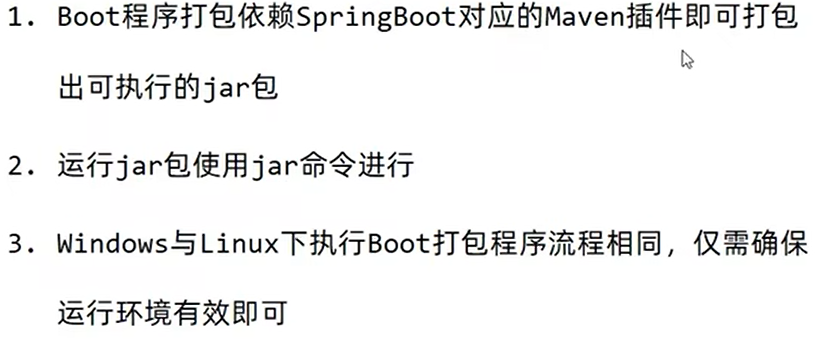 1. Boot程序打包依赖SpringBoot对应的Maven插件即可打包
出可执行的jar包
2. 运行jar包使用jar命令进行
3. Windows与Linux下执行Boot打包程序流程相同，仅需确保
运行环境有效即可